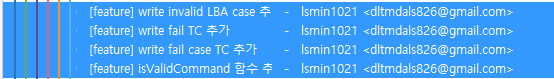 [feature] write invalid LBA case 추 - lsmin1021 <dltmdals826@gmail.com>
[feature] write fail TC 추가 - lsmin1021 <dltmdals826@gmail.com>
[feature] write fail case TC 추가 - lsmin1021 <dltmdals826@gmail.com>
[feature] isValidCommand 함수 추 - lsmin1021 <dltmdals826@gmail.com>